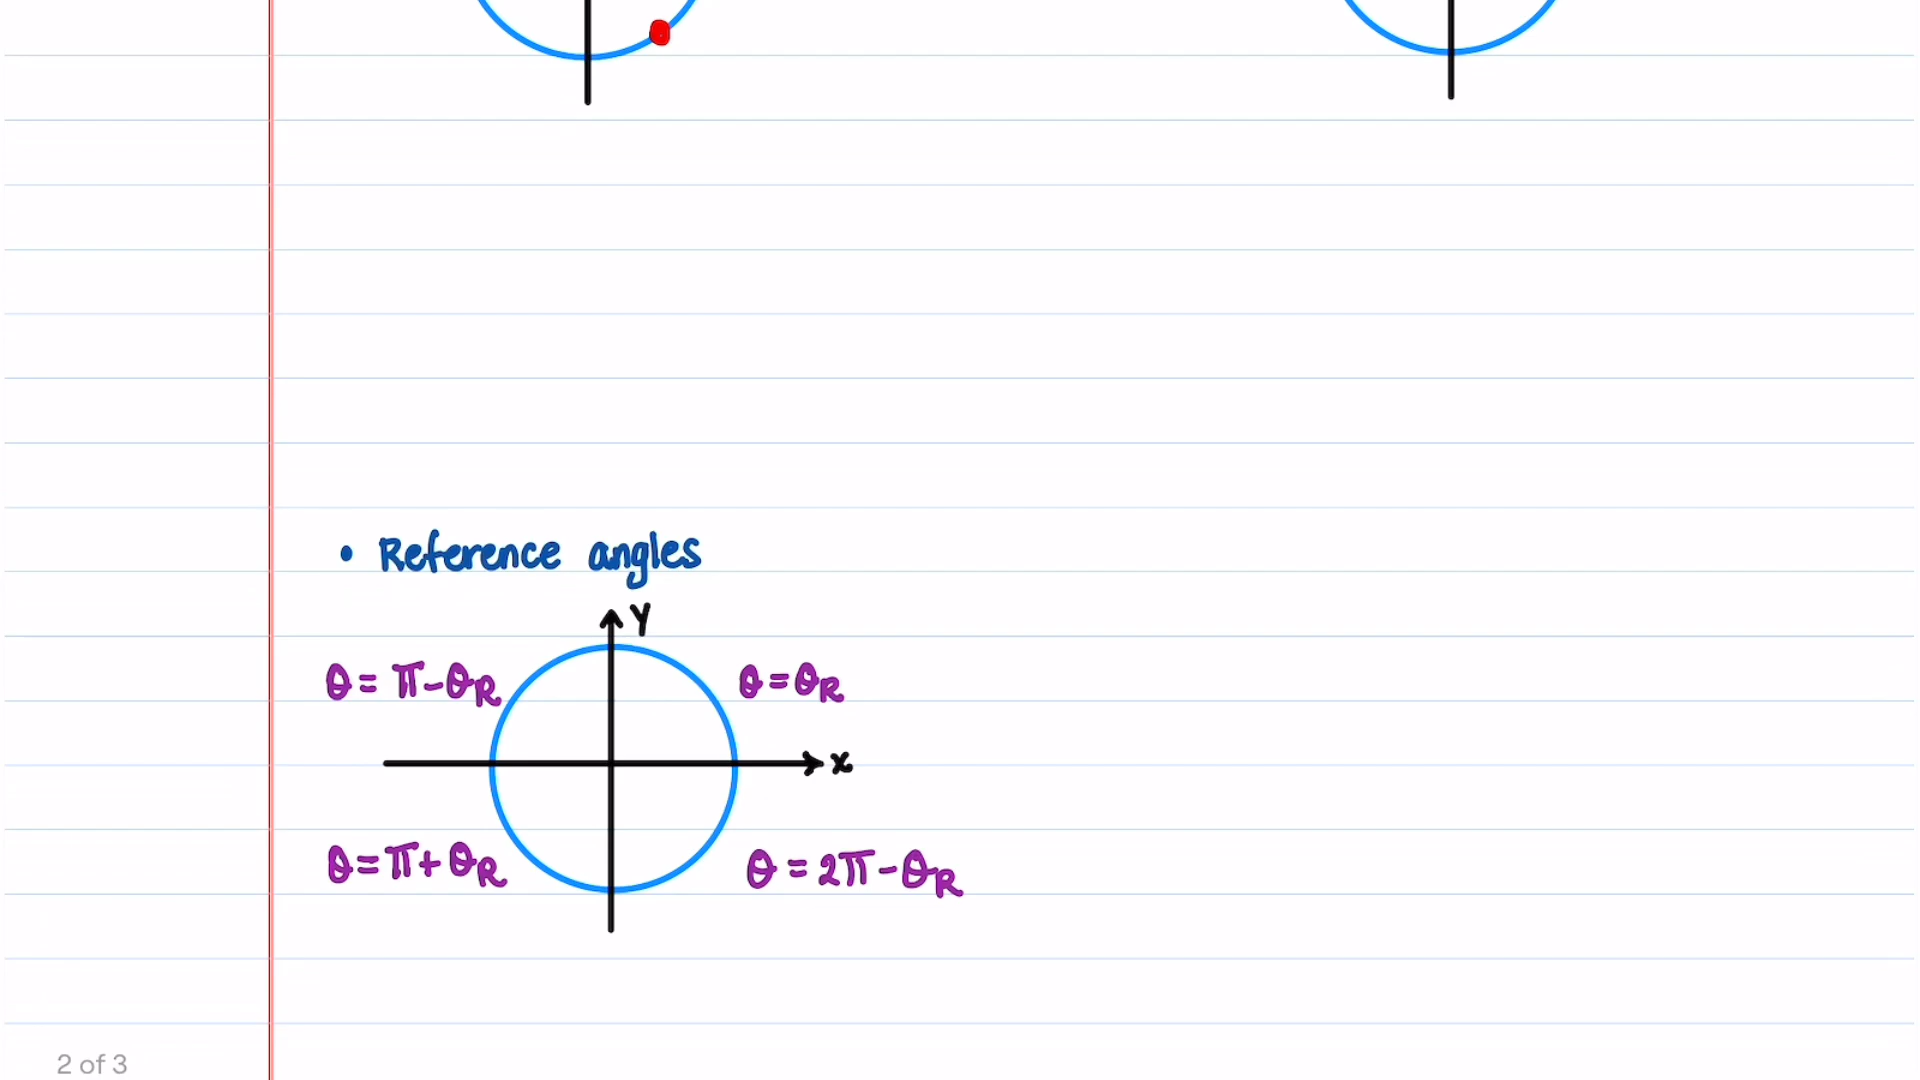 • Reference angles
y
θ = π - θR
θ = θR
x
θ = π + θR
θ = 2π - θR
2 of 3